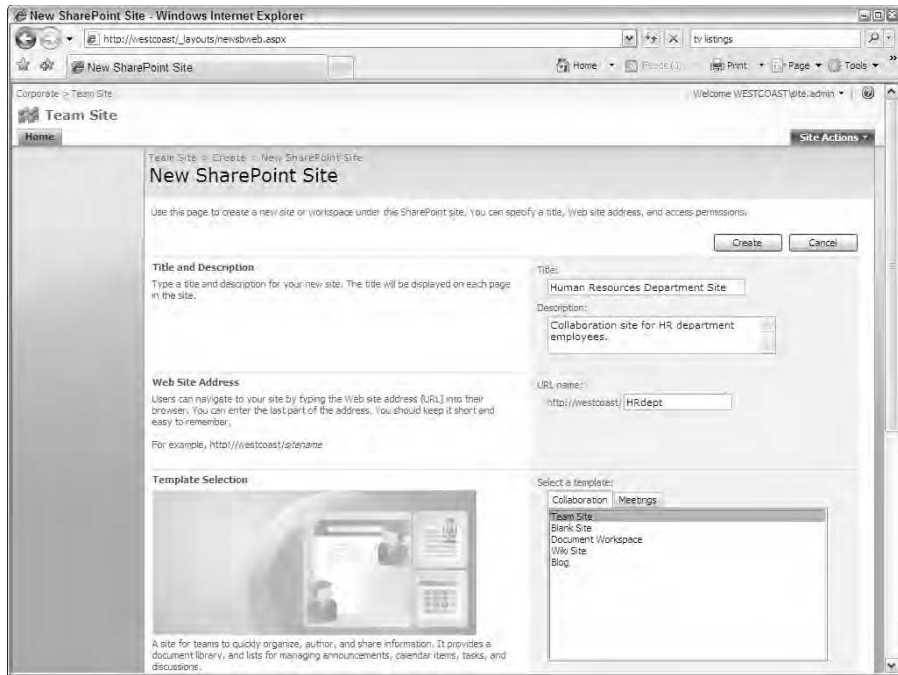 New SharePoint Site - Windows Internet Explorer
http://westcoast/_layouts/newsbweb.aspx
tv listings
New SharePoint Site
Home
Feeds (J)
Print
Page
Tools
»
Corporate > Team Site
Welcome WESTCOAST\site.admin
Team Site
Home
Site Actions
Team Site > Create > New SharePoint Site
New SharePoint Site
Use this page to create a new site or workspace under this SharePoint site. You can specify a title, Web site address, and access permissions.
Create
Cancel
Title and Description
Type a title and description for your new site. The title will be displayed on each page
in the site.
Title:
Human Resources Department Site
Description:
Collaboration site for HR department
employees.
Web Site Address
Users can navigate to your site by typing the Web site address (URL) into their
browser. You can enter the last part of the address. You should keep it short and
easy to remember.
For example, http://westcoast/sitename
URL name:
http://westcoast/ HRdept
Template Selection
Select a template:
Collaboration
Meetings
Team Site
Blank Site
Document Workspace
Wiki Site
Blog
A site for teams to quickly organize, author, and share information. It provides a
document library, and lists for managing announcements, calendar items, tasks, and
discussions.